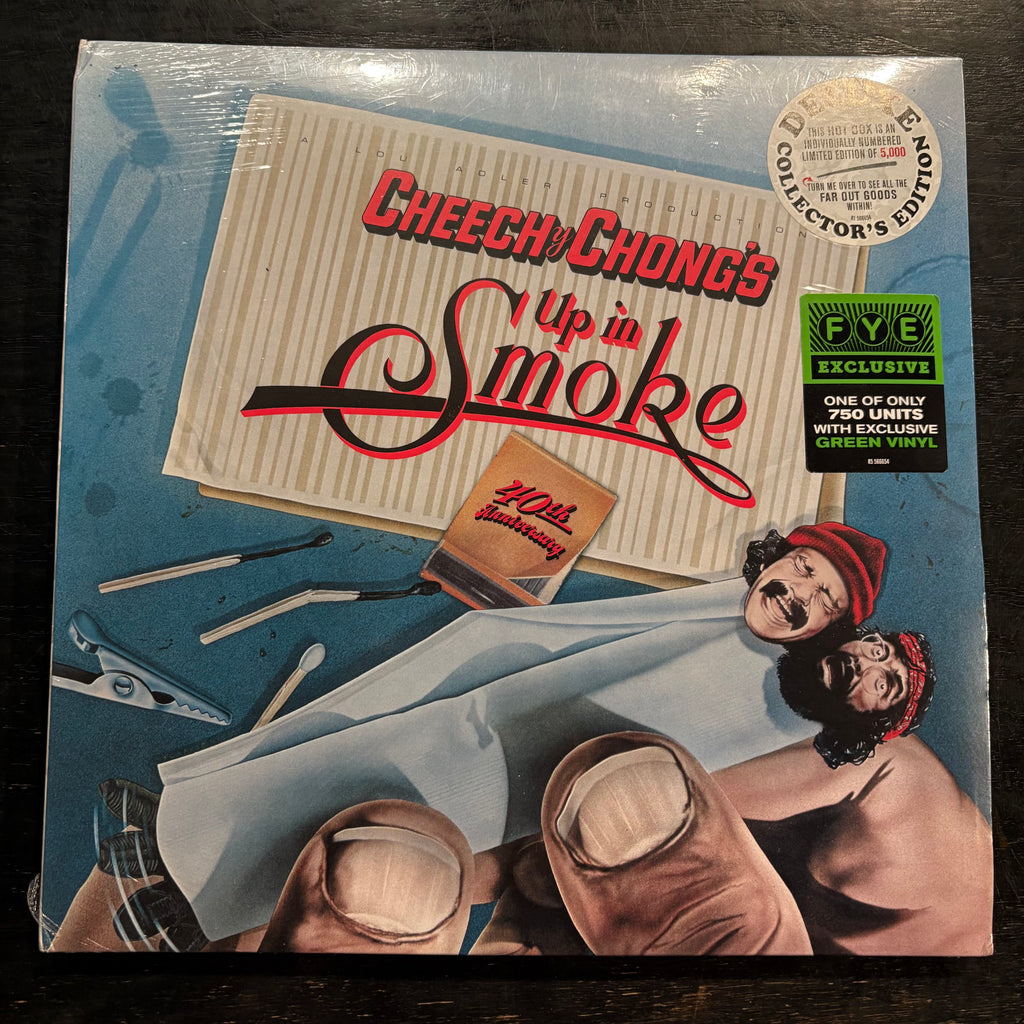 A LOU ADLER PRODUCTION
CHEECH y CHONG'S
Up in
Smoke
40th
Anniversary
DELUXE
COLLECTOR'S EDITION
THIS HOT BOX IS AN
INDIVIDUALLY NUMBERED
LIMITED EDITION OF 5,000
TURN ME OVER TO SEE ALL THE
FAR OUT GOODS
WITHIN!
R1 566654
FYE
EXCLUSIVE
ONE OF ONLY
750 UNITS
WITH EXCLUSIVE
GREEN VINYL